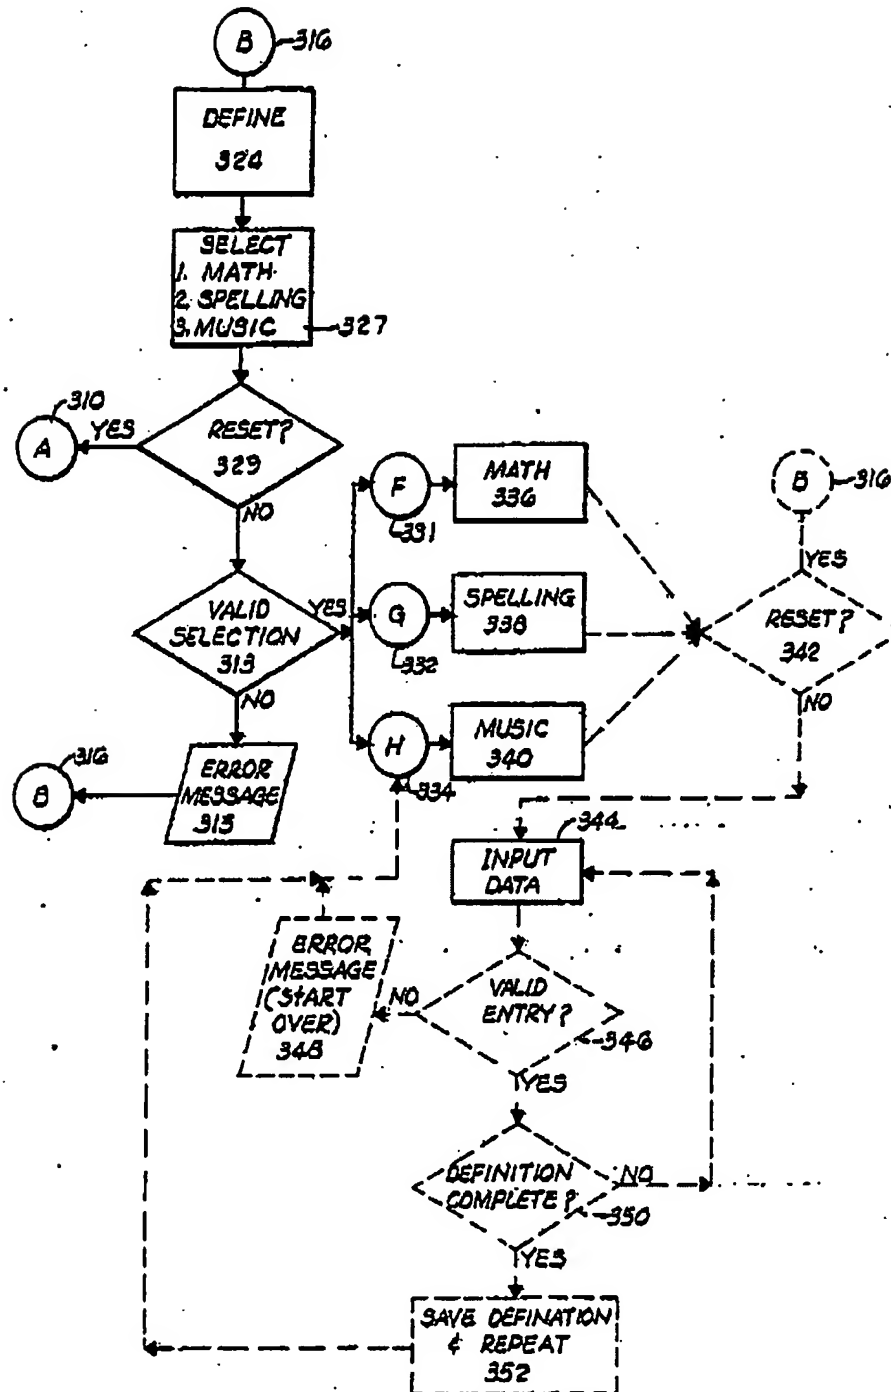 B
316
DEFINE
324
SELECT
1. MATH
2. SPELLING
3. MUSIC
327
310
A
YES
RESET?
329
NO
VALID
SELECTION
313
YES
NO
ERROR
MESSAGE
315
316
B
F
331
MATH
336
G
332
SPELLING
338
H
334
MUSIC
340
B
316
YES
RESET?
342
NO
344
INPUT
DATA
VALID
ENTRY?
346
NO
YES
ERROR
MESSAGE
(START
OVER)
348
DEFINITION
COMPLETE?
350
NO
YES
SAVE DEFINATION
& REPEAT
352